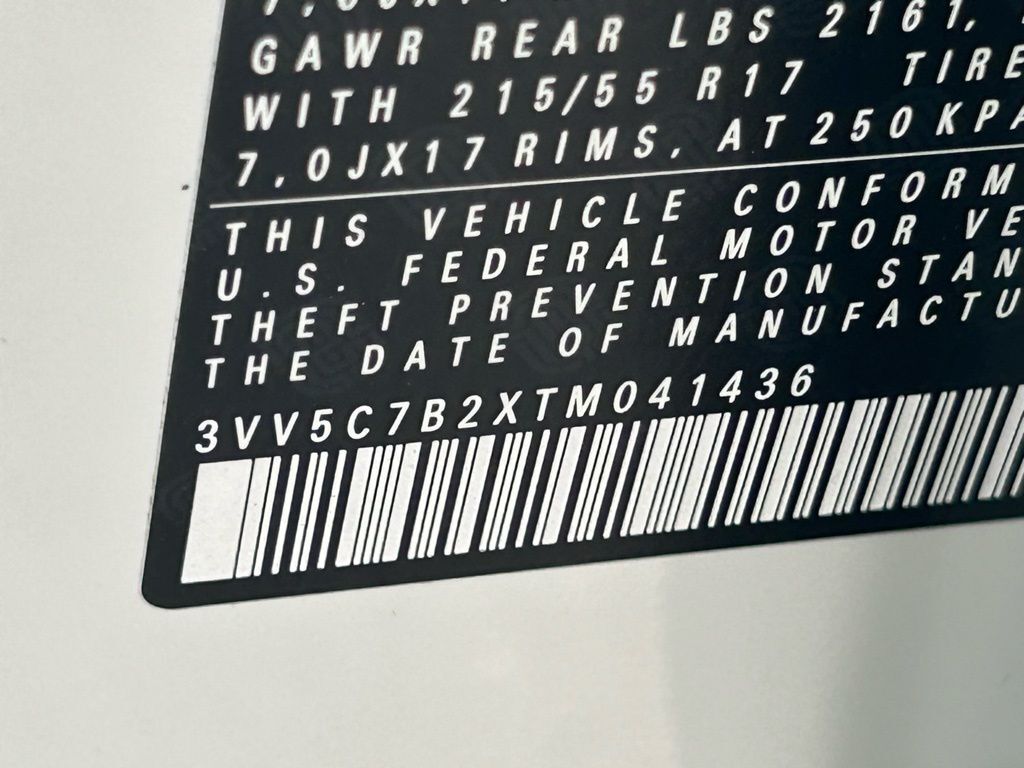 GAWR REAR LBS 2161,
WITH 215/55 R17 TIRE
7,0JX17 RIMS, AT 250 KPA
THIS VEHICLE CONFORM
U.S. FEDERAL MOTOR VE
THEFT PREVENTION STAN
THE DATE OF MANUFACTU
3VV5C7B2XTM041436